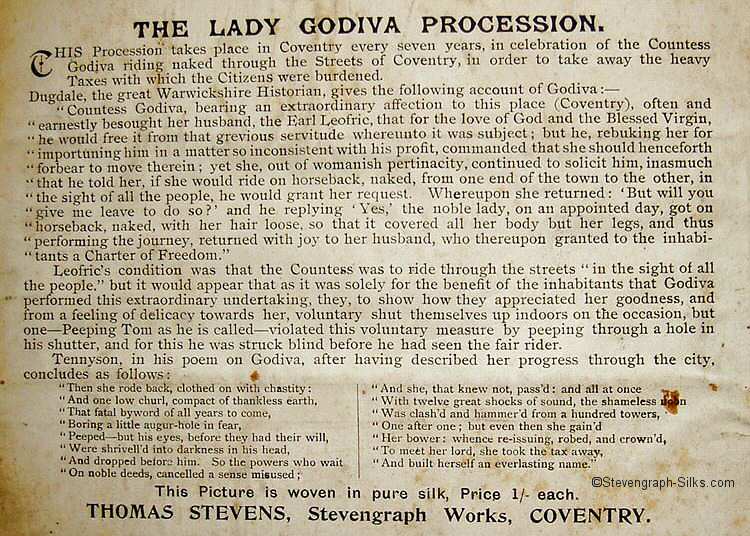 THE LADY GODIVA PROCESSION.
THIS Procession takes place in Coventry every seven years, in celebration of the Countess
Godiva riding naked through the Streets of Coventry, in order to take away the heavy
Taxes with which the Citizens were burdened.
Dugdale, the great Warwickshire Historian, gives the following account of Godiva:—
"Countess Godiva, bearing an extraordinary affection to this place (Coventry), often and
"earnestly besought her husband, the Earl Leofric, that for the love of God and the Blessed Virgin,
"he would free it from that grevious servitude whereunto it was subject; but he, rebuking her for
"importuning him in a matter so inconsistent with his profit, commanded that she should henceforth
"forbear to move therein; yet she, out of womanish pertinacity, continued to solicit him, inasmuch
"that he told her, if she would ride on horseback, naked, from one end of the town to the other, in
"the sight of all the people, he would grant her request. Whereupon she returned: 'But will you
"give me leave to do so?' and he replying 'Yes,' the noble lady, on an appointed day, got on
"horseback, naked, with her hair loose, so that it covered all her body but her legs, and thus
"performing the journey, returned with joy to her husband, who thereupon granted to the inhabi-
"tants a Charter of Freedom."
Leofric's condition was that the Countess was to ride through the streets "in the sight of all
the people." but it would appear that as it was solely for the benefit of the inhabitants that Godiva
performed this extraordinary undertaking, they, to show how they appreciated her goodness, and
from a feeling of delicacy towards her, voluntary shut themselves up indoors on the occasion, but
one—Peeping Tom as he is called—violated this voluntary measure by peeping through a hole in
his shutter, and for this he was struck blind before he had seen the fair rider.
Tennyson, in his poem on Godiva, after having described her progress through the city,
concludes as follows:
"Then she rode back, clothed on with chastity:
"And one low churl, compact of thankless earth,
"That fatal byword of all years to come,
"Boring a little augur-hole in fear,
"Peeped—but his eyes, before they had their will,
"Were shrivell'd into darkness in his head,
"And dropped before him. So the powers who wait
"On noble deeds, cancelled a sense misused;
"And she, that knew not, pass'd: and all at once
"With twelve great shocks of sound, the shameless noon
"Was clash'd and hammer'd from a hundred towers,
"One after one; but even then she gain'd
"Her bower: whence re-issuing, robed, and crown'd,
"To meet her lord, she took the tax away,
"And built herself an everlasting name."
©Stevengraph-Silks.com
This Picture is woven in pure silk, Price 1/- each.
THOMAS STEVENS, Stevengraph Works, COVENTRY.